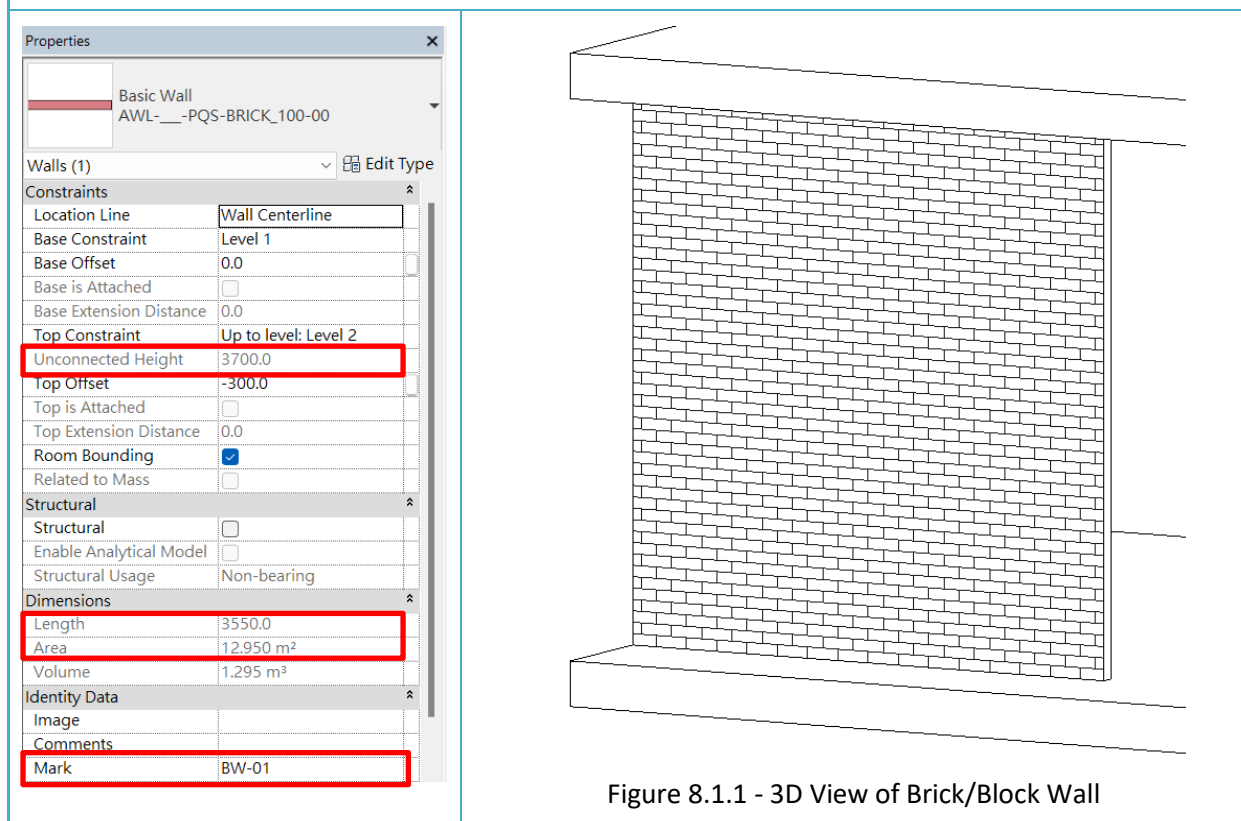 Properties
Basic Wall
AWL-___-PQS-BRICK_100-00
Walls (1) Edit Type
Constraints
Location Line Wall Centerline
Base Constraint Level 1
Base Offset 0.0
Base is Attached
Base Extension Distance 0.0
Top Constraint Up to level: Level 2
Unconnected Height 3700.0
Top Offset -300.0
Top is Attached
Top Extension Distance 0.0
Room Bounding
Related to Mass
Structural
Structural
Enable Analytical Model
Structural Usage Non-bearing
Dimensions
Length 3550.0
Area 12.950 m²
Volume 1.295 m³
Identity Data
Image
Comments
Mark BW-01
Figure 8.1.1 - 3D View of Brick/Block Wall